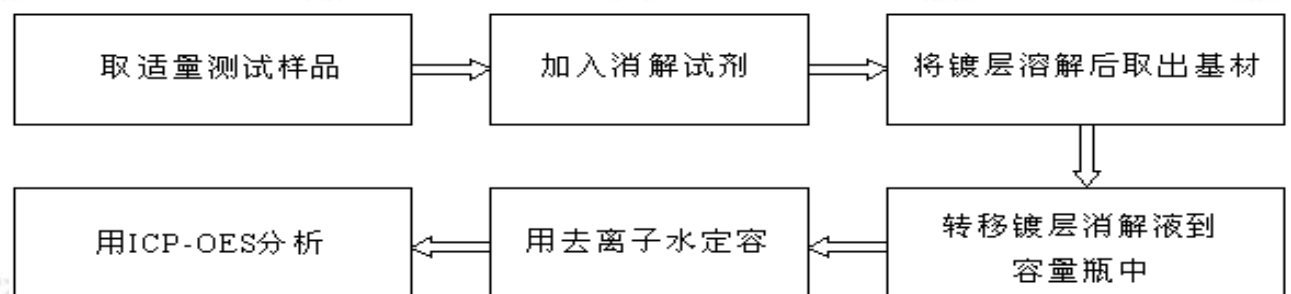 取适量测试样品
加入消解试剂
将镀层溶解后取出基材
转移镀层消解液到
容量瓶中
用去离子水定容
用ICP-OES分析